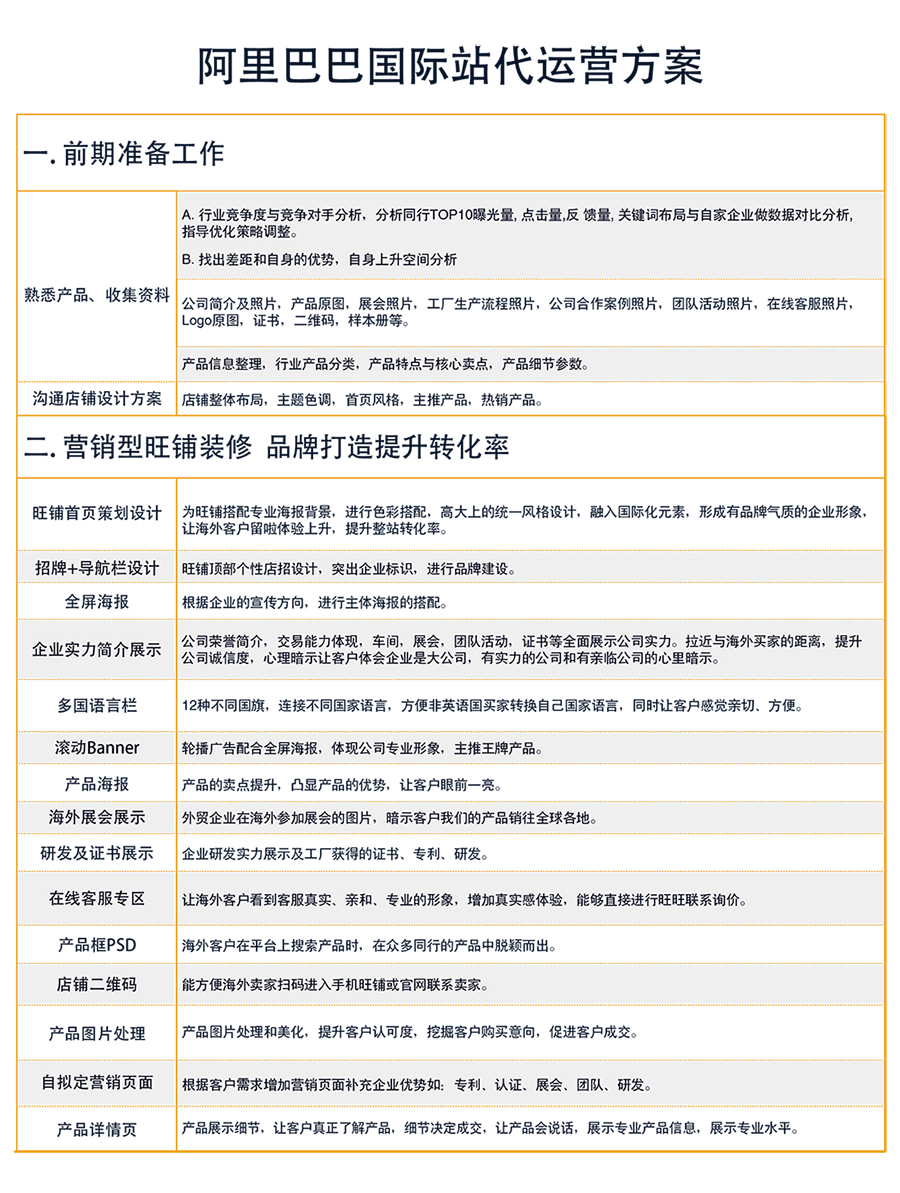 阿里巴巴国际站代运营方案
一. 前期准备工作
熟悉产品、收集资料
A. 行业竞争度与竞争对手分析，分析同行TOP10曝光量, 点击量,反 馈量, 关键词布局与自家企业做数据对比分析,
指导优化策略调整。
B. 找出差距和自身的优势，自身上升空间分析
公司简介及照片，产品原图，展会照片，工厂生产流程照片，公司合作案例照片，团队活动照片，在线客服照片，
Logo原图，证书，二维码，样本册等。
产品信息整理，行业产品分类，产品特点与核心卖点，产品细节参数。
沟通店铺设计方案
店铺整体布局，主题色调，首页风格，主推产品，热销产品。
二. 营销型旺铺装修 品牌打造提升转化率
旺铺首页策划设计
为旺铺搭配专业海报背景，进行色彩搭配，高大上的统一风格设计，融入国际化元素，形成有品牌气质的企业形象，
让海外客户留啦体验上升，提升整站转化率。
招牌+导航栏设计
旺铺顶部个性店招设计，突出企业标识，进行品牌建设。
全屏海报
根据企业的宣传方向，进行主体海报的搭配。
企业实力简介展示
公司荣誉简介，交易能力体现，车间，展会，团队活动，证书等全面展示公司实力。拉近与海外买家的距离，提升
公司诚信度，心理暗示让客户体会企业是大公司，有实力的公司和有亲临公司的心里暗示。
多国语言栏
12种不同国旗，连接不同国家语言，方便非英语国买家转换自己国家语言，同时让客户感觉亲切、方便。
滚动Banner
轮播广告配合全屏海报，体现公司专业形象，主推王牌产品。
产品海报
产品的卖点提升，凸显产品的优势，让客户眼前一亮。
海外展会展示
外贸企业在海外参加展会的图片，暗示客户我们的产品销往全球各地。
研发及证书展示
企业研发实力展示及工厂获得的证书、专利、研发。
在线客服专区
让海外客户看到客服真实、亲和、专业的形象，增加真实感体验，能够直接进行旺旺联系询价。
产品框PSD
海外客户在平台上搜索产品时，在众多同行的产品中脱颖而出。
店铺二维码
能方便海外卖家扫码进入手机旺铺或官网联系卖家。
产品图片处理
产品图片处理和美化，提升客户认可度，挖掘客户购买意向，促进客户成交。
自拟定营销页面
根据客户需求增加营销页面补充企业优势如：专利、认证、展会、团队、研发。
产品详情页
产品展示细节，让客户真正了解产品，细节决定成交，让产品会说话，展示专业产品信息，展示专业水平。